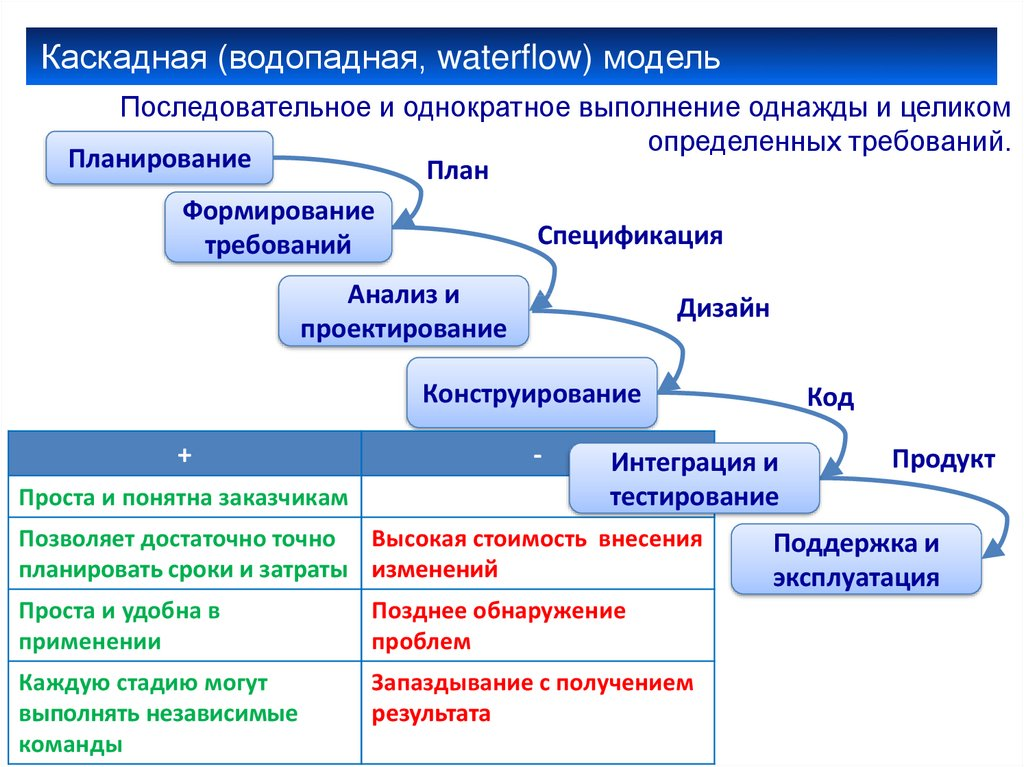 Каскадная (водопадная, waterflow) модель
Последовательное и однократное выполнение однажды и целиком
определенных требований.
Планирование
План
Формирование
требований
Спецификация
Анализ и
проектирование
Дизайн
Конструирование
Код
Интеграция и
тестирование
Продукт
Поддержка и
эксплуатация
+
-
Проста и понятна заказчикам
Позволяет достаточно точно
планировать сроки и затраты
Высокая стоимость внесения
изменений
Проста и удобна в
применении
Позднее обнаружение
проблем
Каждую стадию могут
выполнять независимые
команды
Запаздывание с получением
результата